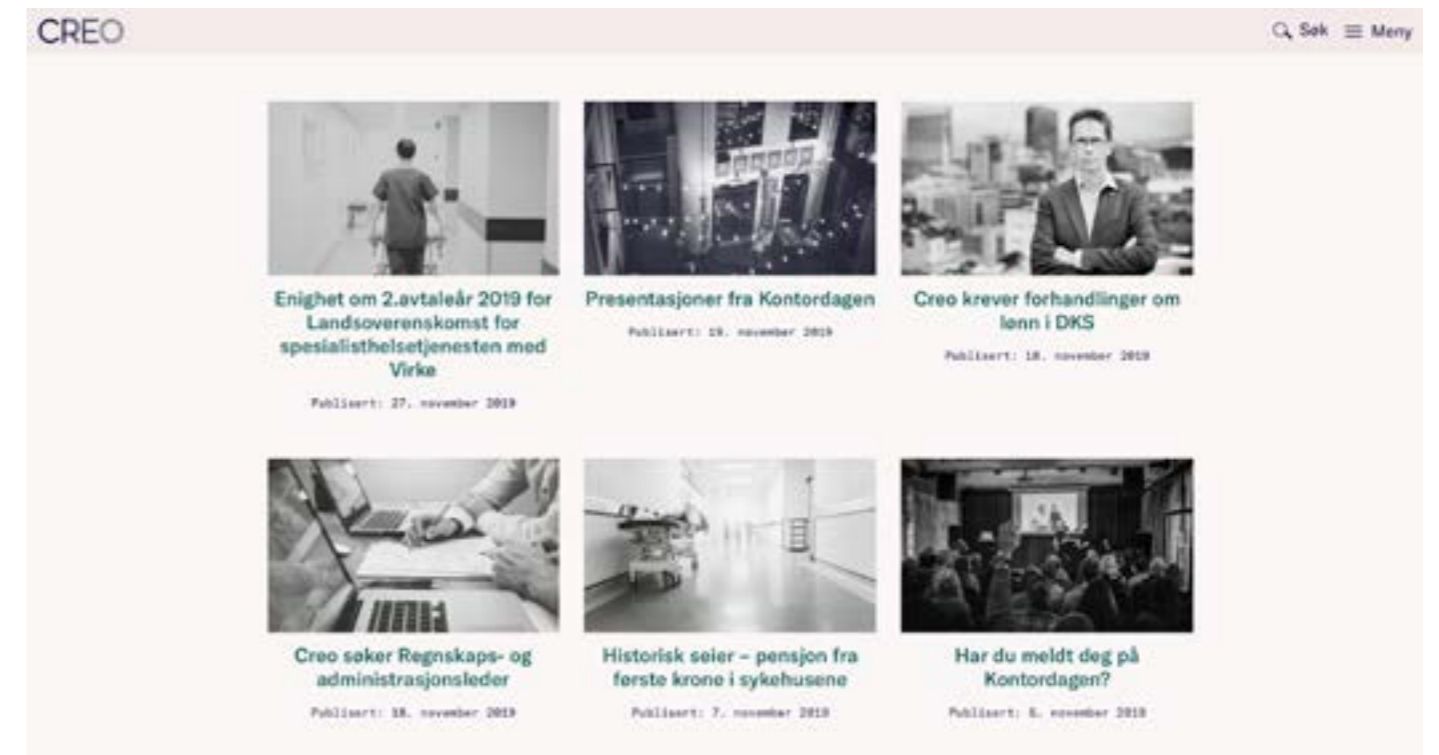 CREO
Søk
Meny
Enighet om 2.avtaleår 2019 for
Landsoverenskomst for
spesialisthelsetjenesten med
Virke
Publisert: 27. november 2019
Presentasjoner fra Kontordagen
Publisert: 19. november 2019
Creo krever forhandlinger om
lønn i DKS
Publisert: 18. november 2019
Creo søker Regnskaps- og
administrasjonsleder
Publisert: 18. november 2019
Historisk seier – pensjon fra
første krone i sykehusene
Publisert: 7. november 2019
Har du meldt deg på
Kontordagen?
Publisert: november 2019